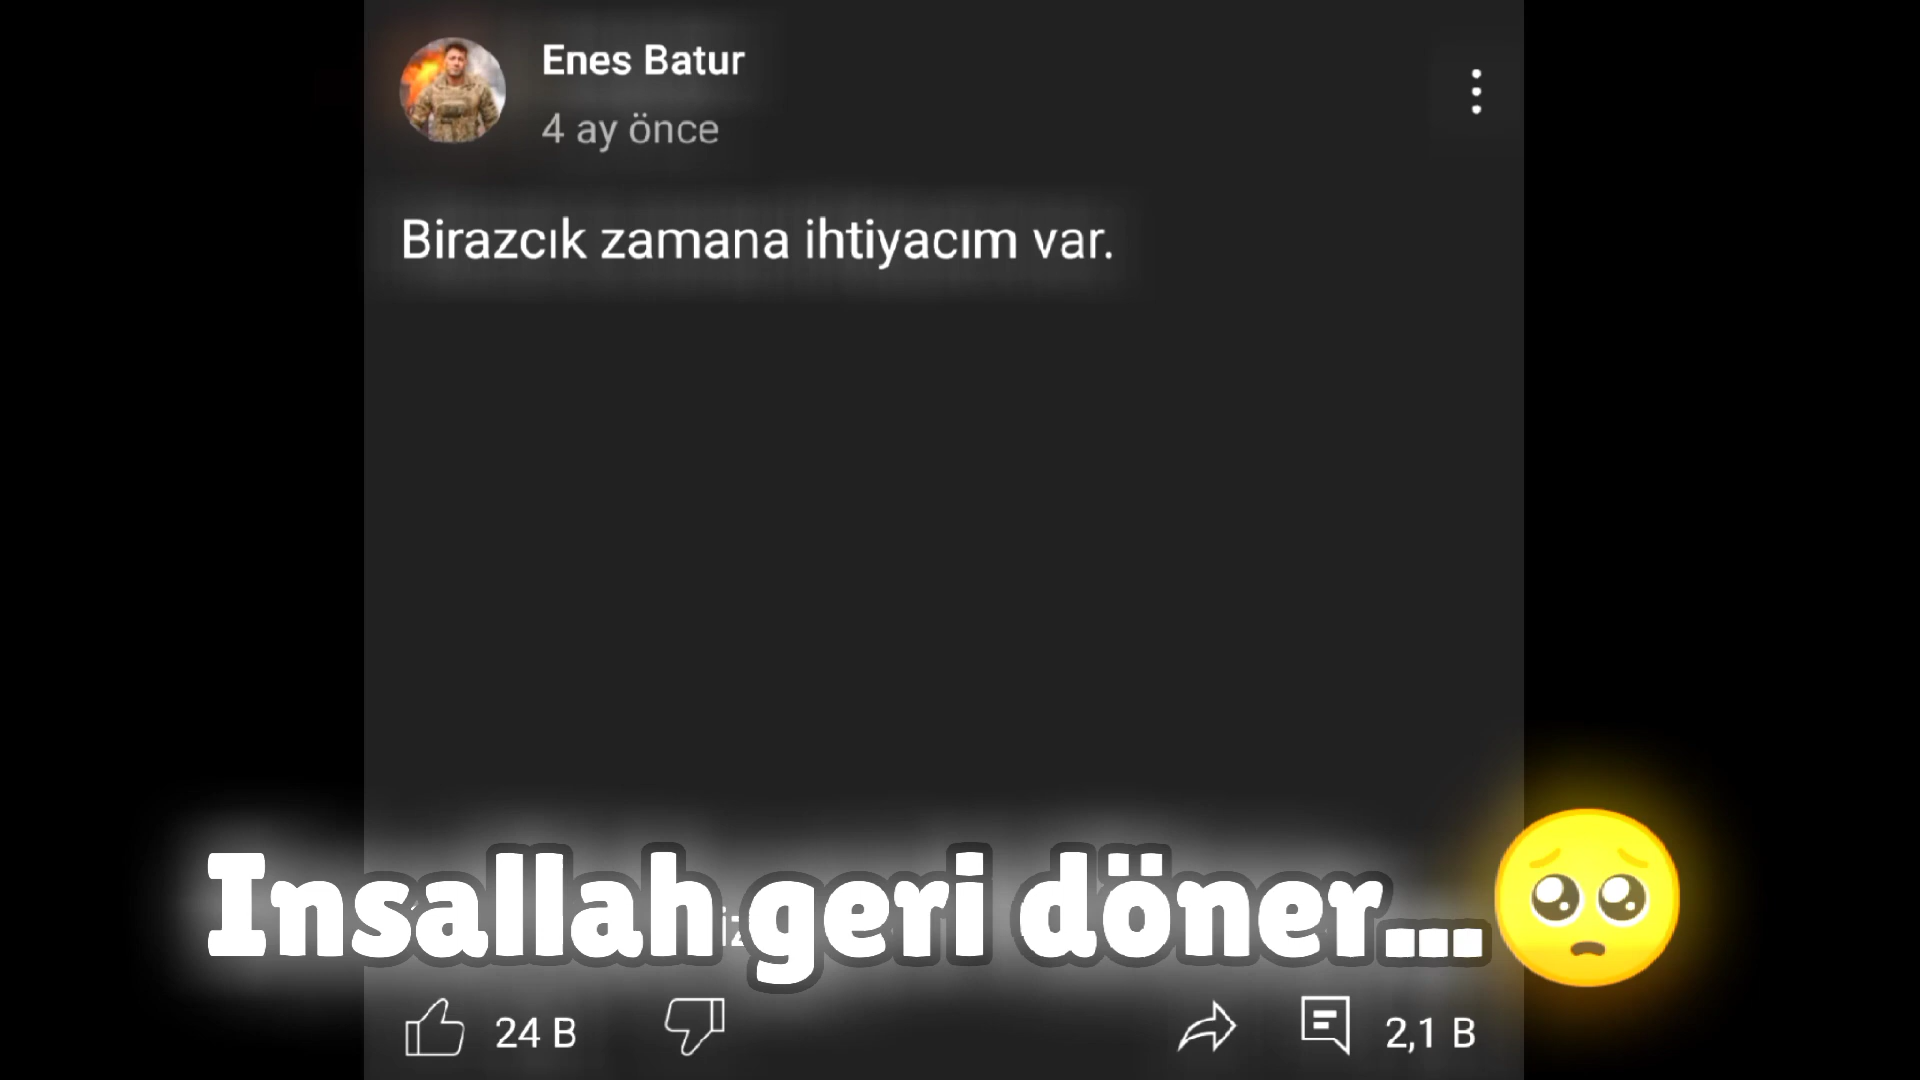 Enes Batur
4 ay önce
Birazcık zamana ihtiyacım var.
Insallah geri döner...
24 B
2,1 B